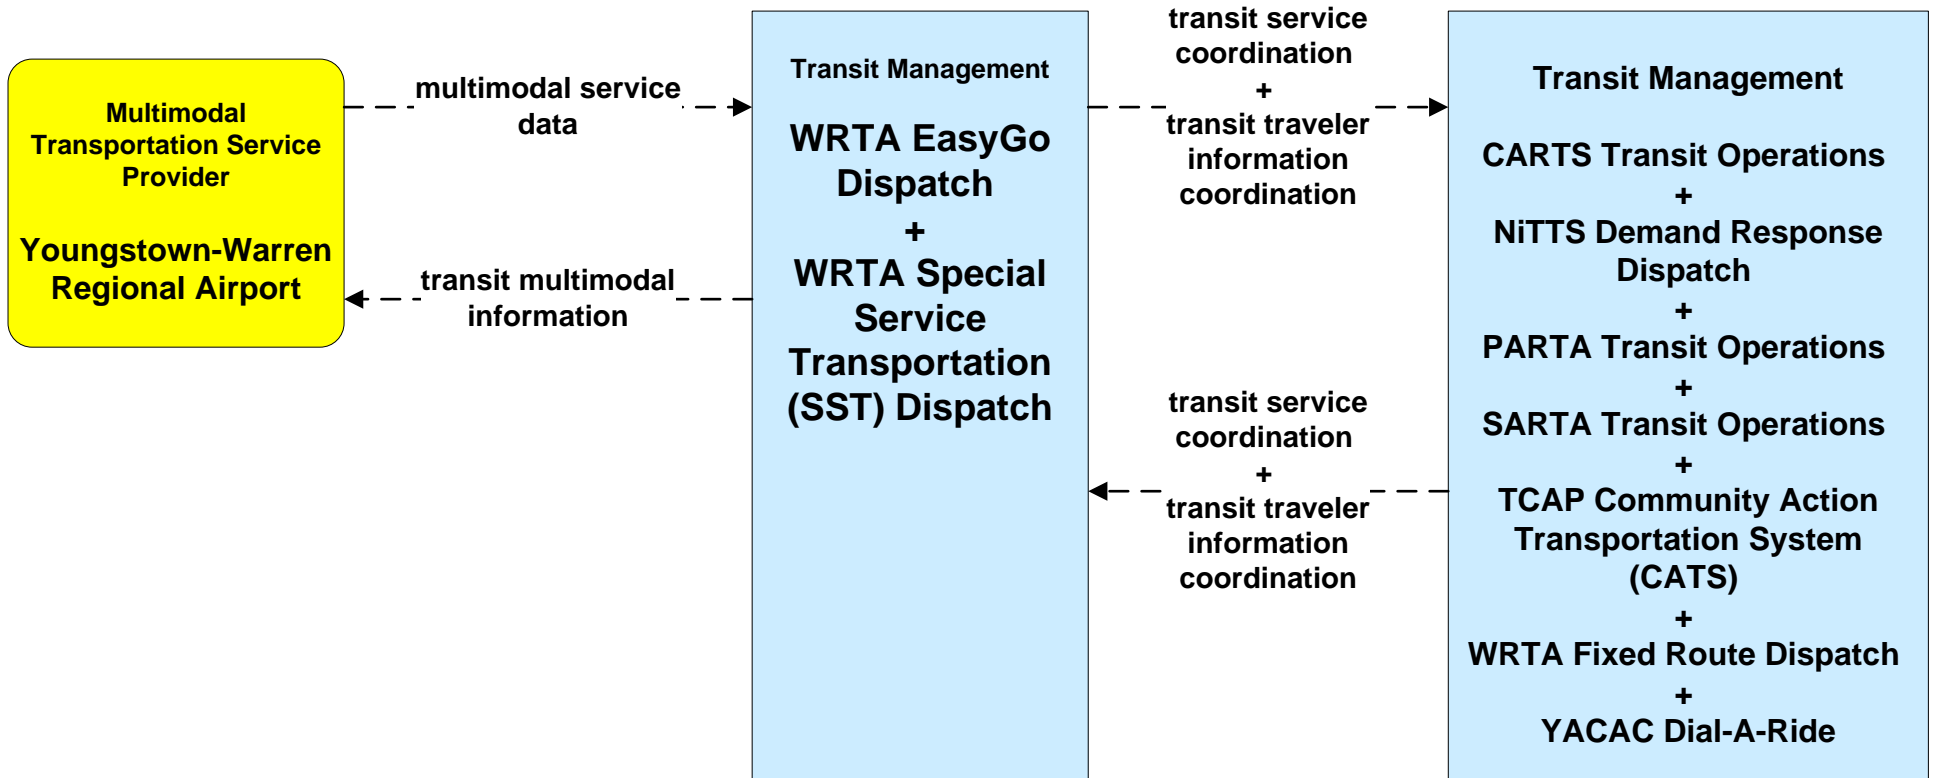 Multimodal
Transportation Service
Provider
Youngstown-Warren
Regional Airport
multimodal service
data
transit multimodal
information
Transit Management
WRTA EasyGo
Dispatch
+
WRTA Special
Service
Transportation
(SST) Dispatch
transit service
coordination
+
transit traveler
information
coordination
transit service
coordination
+
transit traveler
information
coordination
Transit Management
CARTS Transit Operations
+
NiTTS Demand Response
Dispatch
+
PARTA Transit Operations
+
SARTA Transit Operations
+
TCAP Community Action
Transportation System
(CATS)
+
WRTA Fixed Route Dispatch
+
YACAC Dial-A-Ride